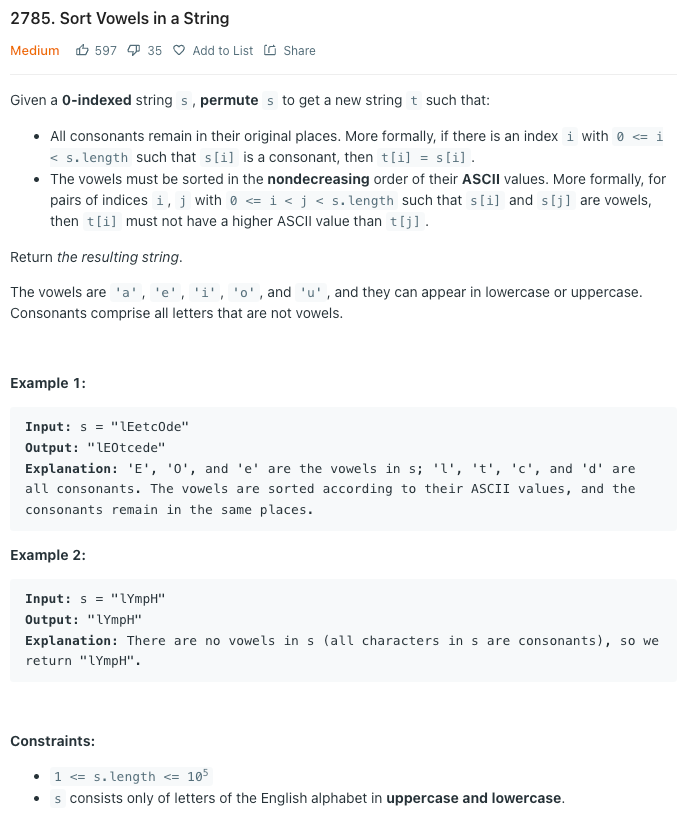 2785. Sort Vowels in a String
Medium 597 35 Add to List Share
Given a 0-indexed string s, permute s to get a new string t such that:
• All consonants remain in their original places. More formally, if there is an index i with 0 <= i
< s.length such that s[i] is a consonant, then t[i] = s[i].
• The vowels must be sorted in the nondecreasing order of their ASCII values. More formally, for
pairs of indices i, j with 0 <= i < j < s.length such that s[i] and s[j] are vowels,
then t[i] must not have a higher ASCII value than t[j].
Return the resulting string.
The vowels are 'a', 'e', 'i', 'o', and 'u', and they can appear in lowercase or uppercase.
Consonants comprise all letters that are not vowels.
Example 1:
Input: s = "lEetcOde"
Output: "lEOtcede"
Explanation: 'E', 'O', and 'e' are the vowels in s; 'l', 't', 'c', and 'd' are
all consonants. The vowels are sorted according to their ASCII values, and the
consonants remain in the same places.
Example 2:
Input: s = "lYmpH"
Output: "lYmpH"
Explanation: There are no vowels in s (all characters in s are consonants), so we
return "lYmpH".
Constraints:
• 1 <= s.length <= 10⁵
• s consists only of letters of the English alphabet in uppercase and lowercase.